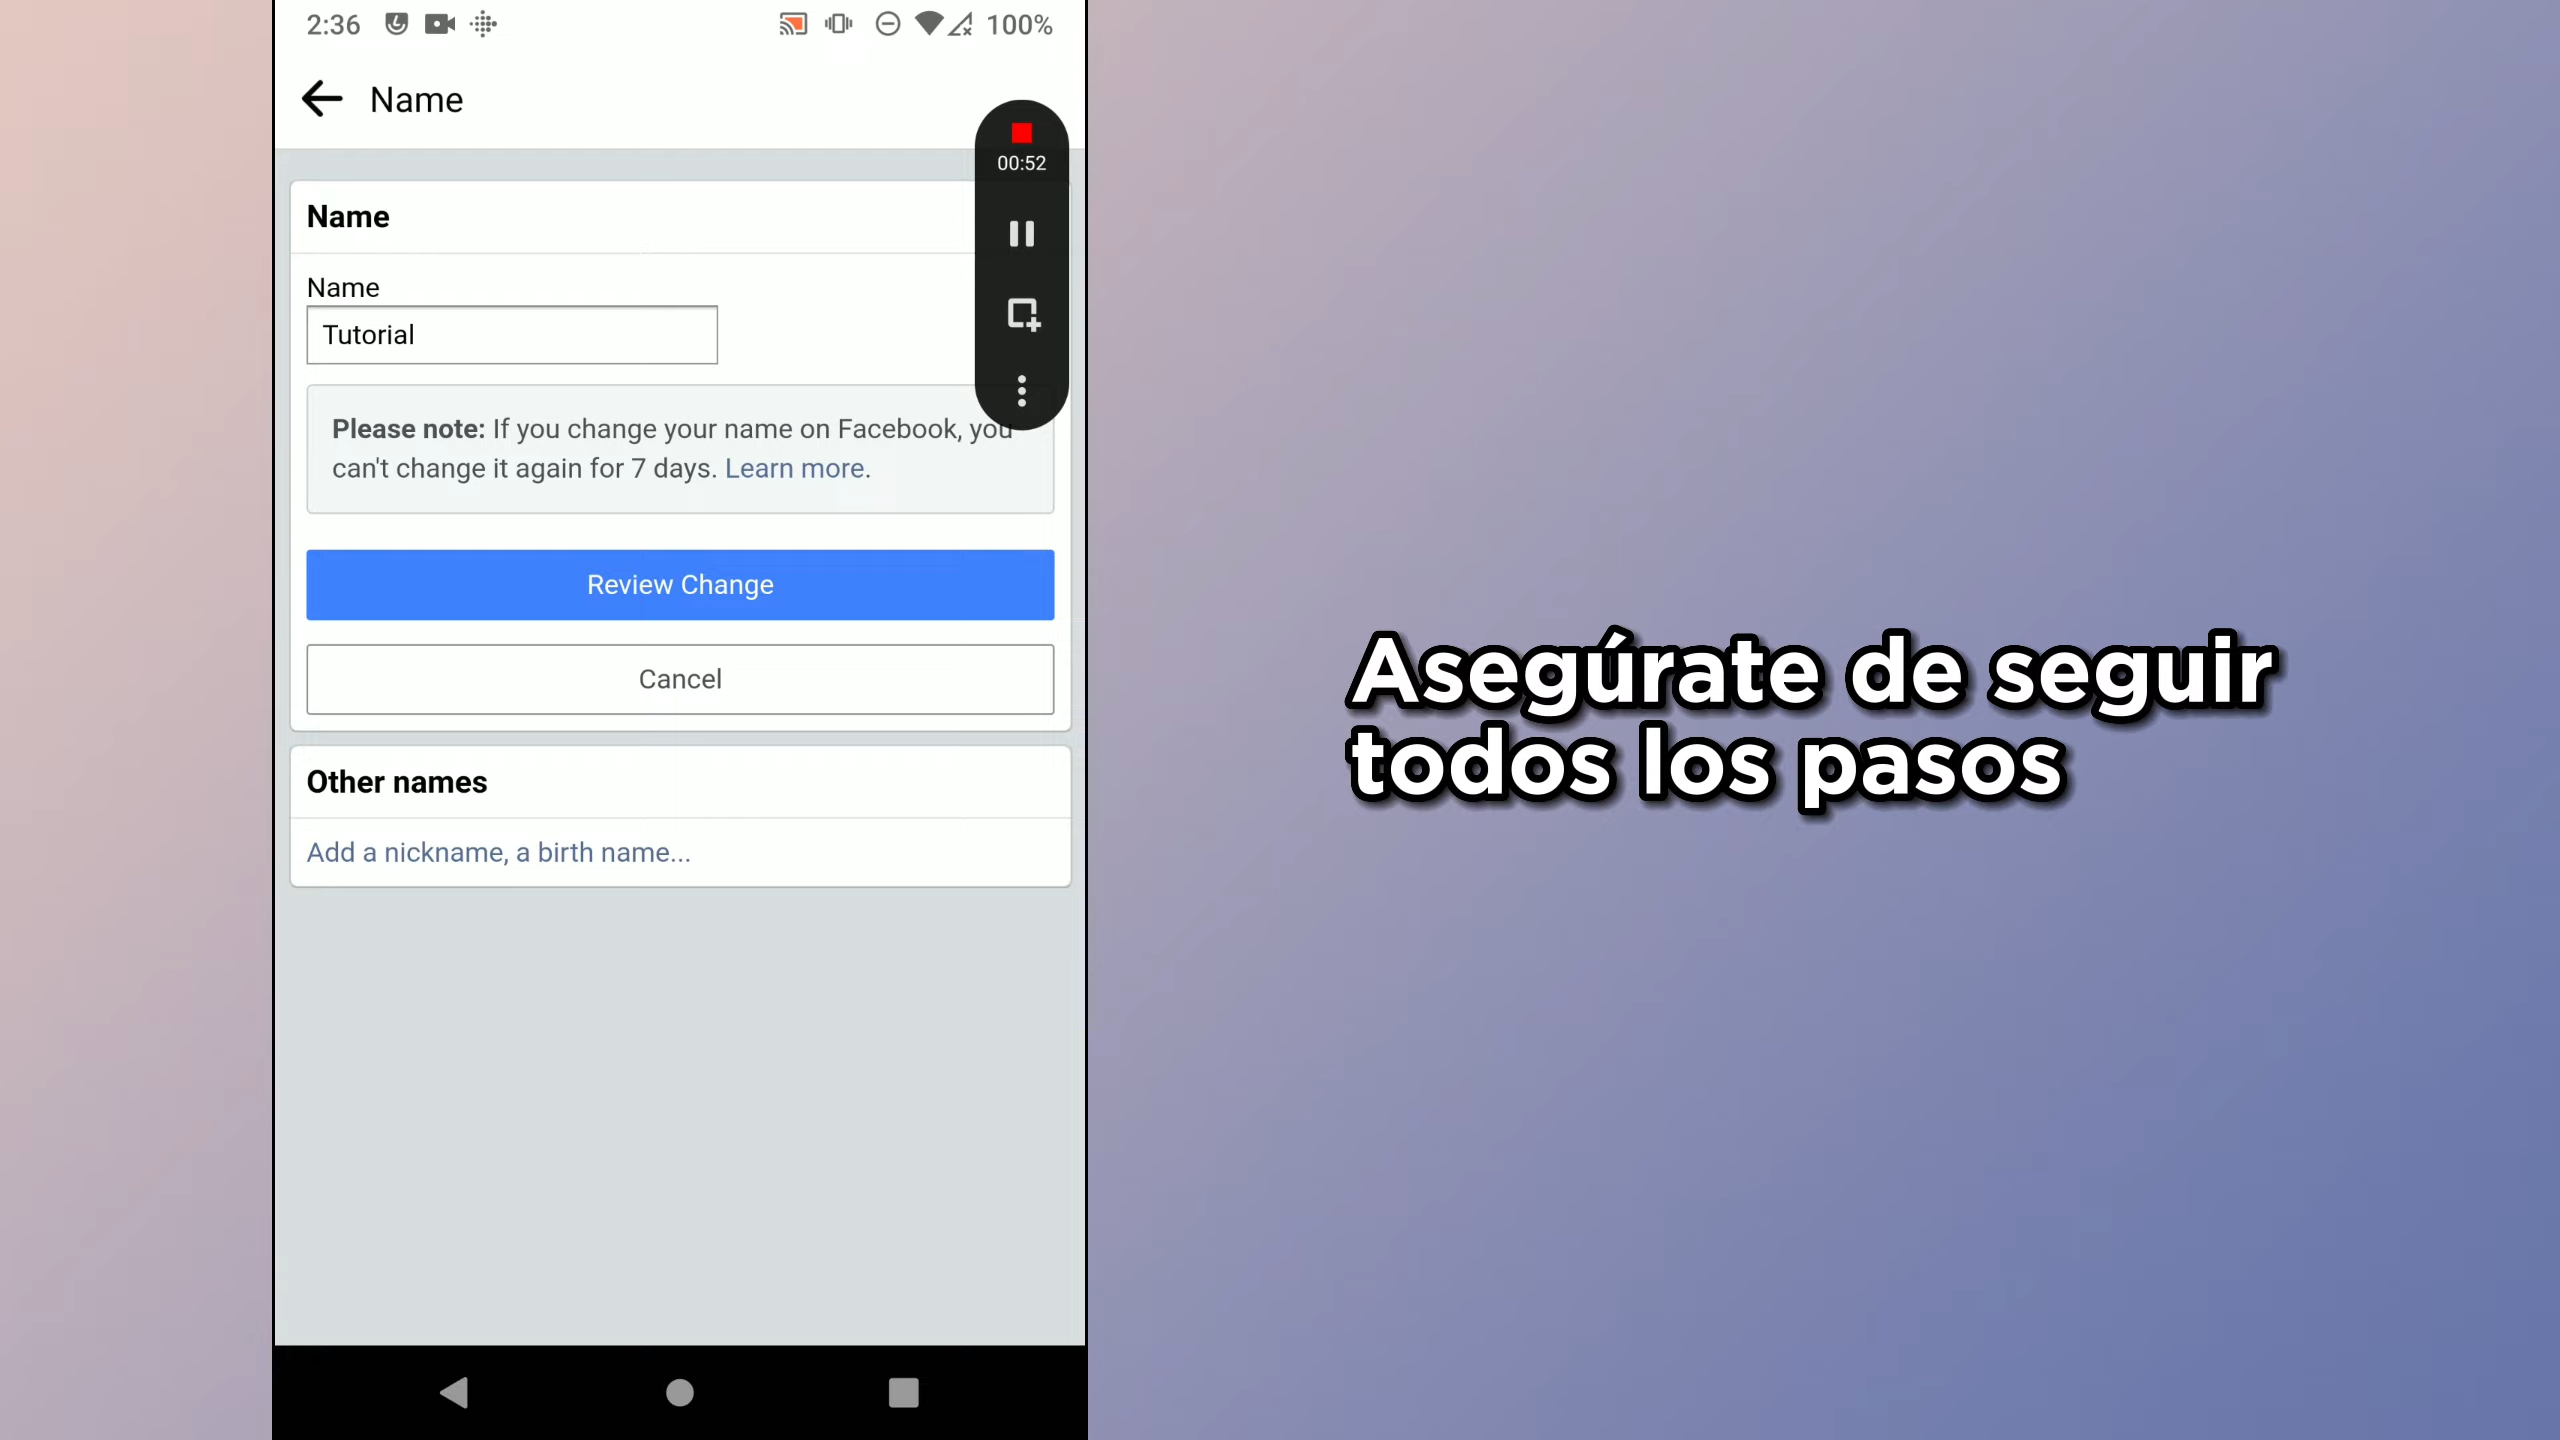 2:36
100%
Name
00:52
Name
Name
Tutorial
Please note: If you change your name on Facebook, you
can't change it again for 7 days. Learn more.
Review Change
Cancel
Other names
Add a nickname, a birth name...
Asegúrate de seguir
todos los pasos